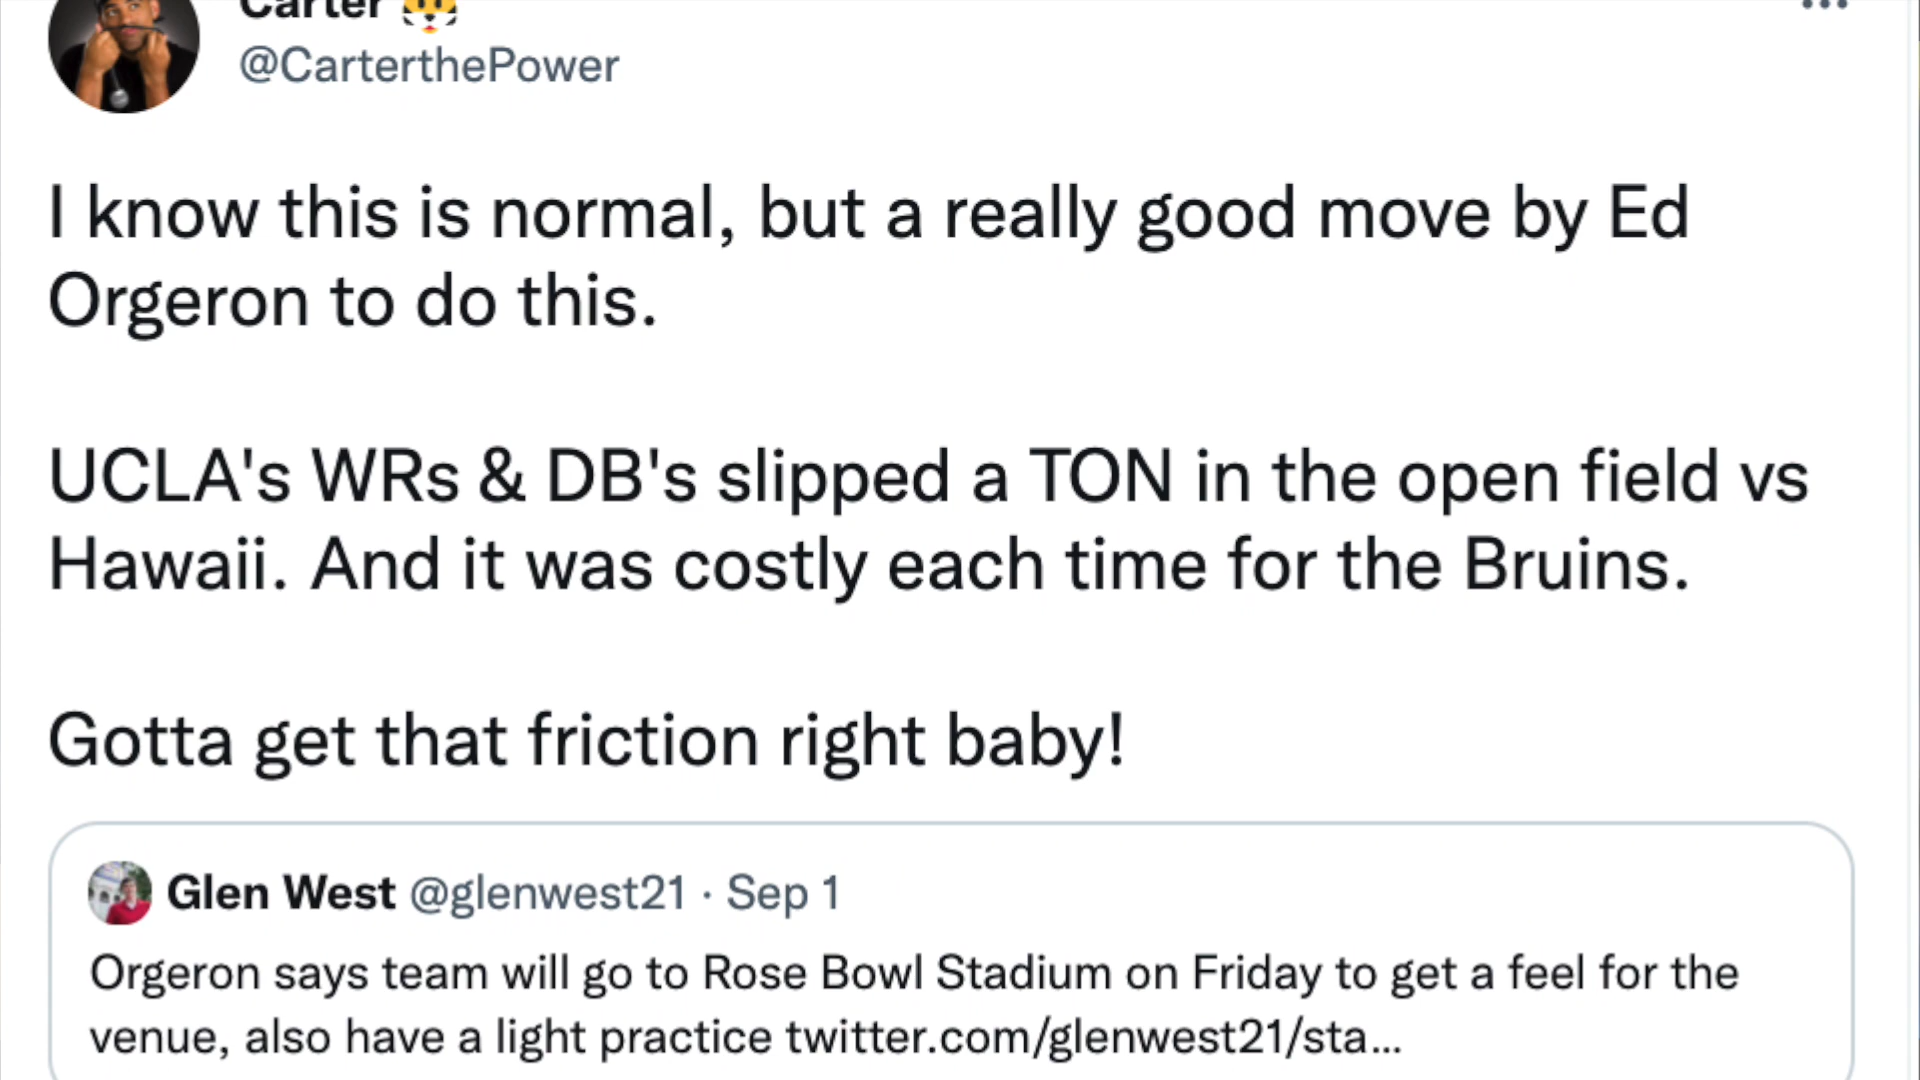 Carter
@CarterthePower
I know this is normal, but a really good move by Ed
Orgeron to do this.
UCLA's WRs & DB's slipped a TON in the open field vs
Hawaii. And it was costly each time for the Bruins.
Gotta get that friction right baby!
Glen West @glenwest21 · Sep 1
Orgeron says team will go to Rose Bowl Stadium on Friday to get a feel for the
venue, also have a light practice twitter.com/glenwest21/sta...